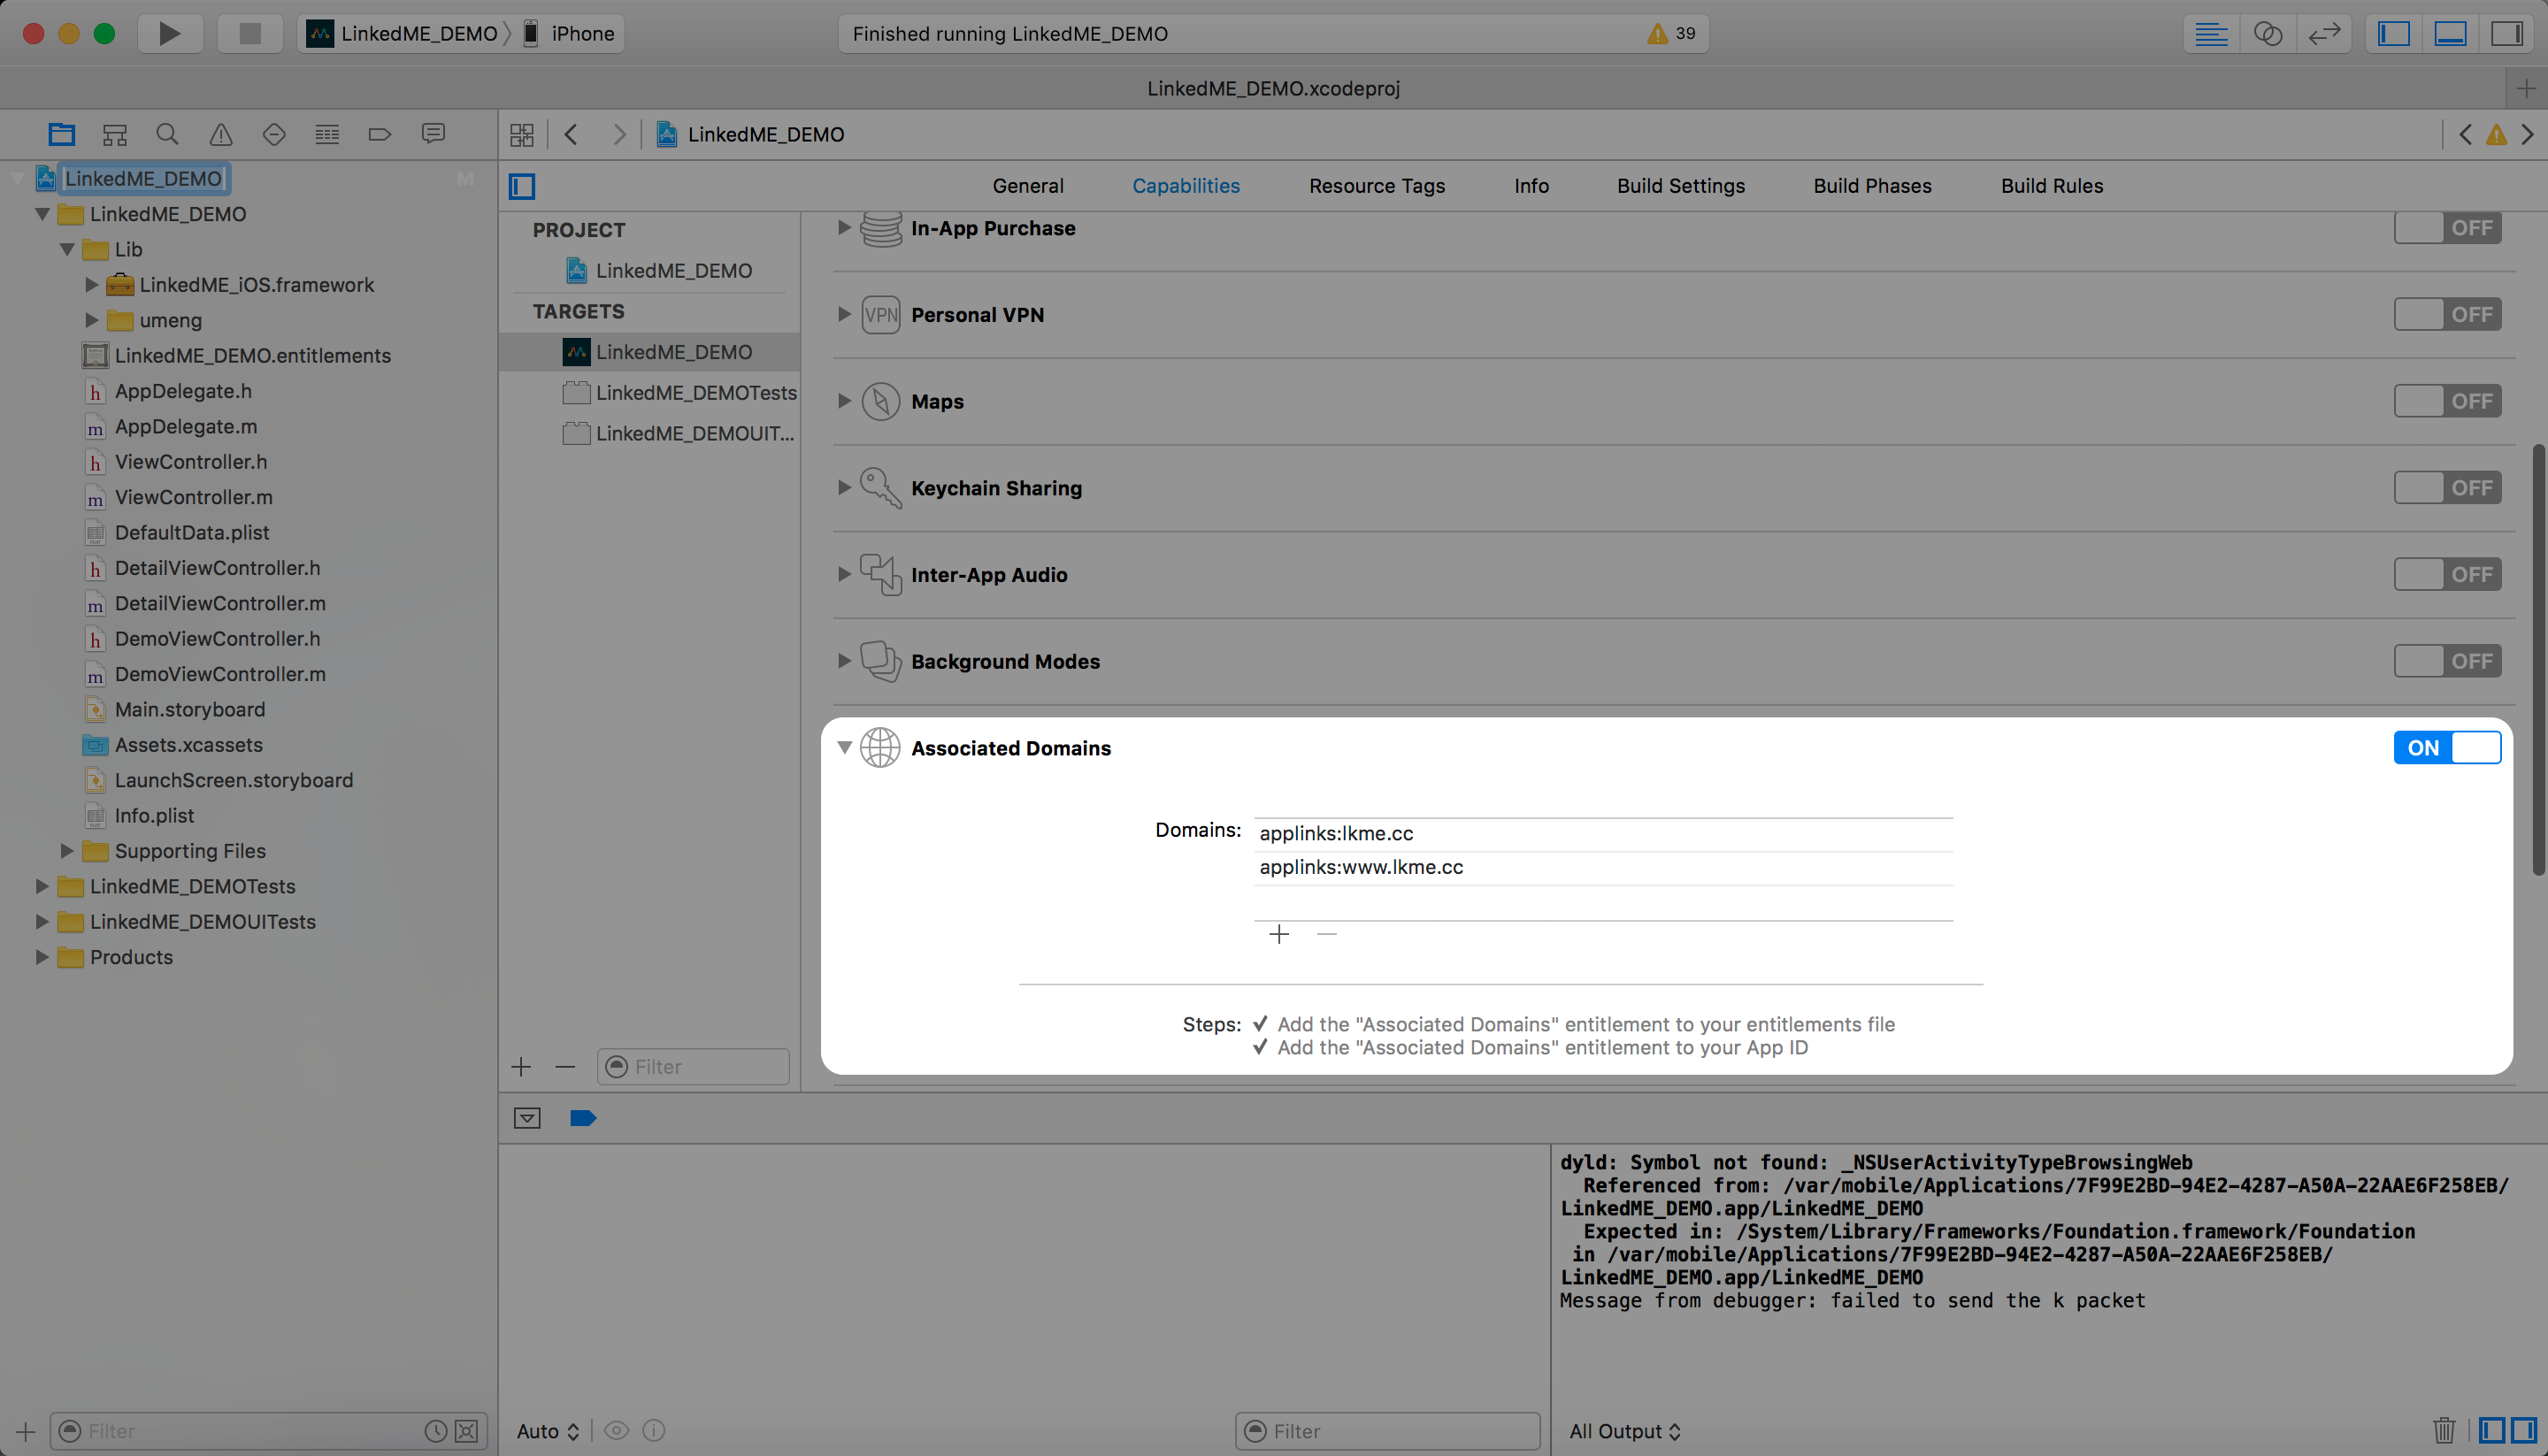 LinkedME_DEMO
iPhone
Finished running LinkedME_DEMO
39
LinkedME_DEMO.xcodeproj
LinkedME_DEMO
LinkedME_DEMO
M
LinkedME_DEMO
Lib
LinkedME_iOS.framework
umeng
LinkedME_DEMO.entitlements
h AppDelegate.h
m AppDelegate.m
h ViewController.h
m ViewController.m
DefaultData.plist
h DetailViewController.h
m DetailViewController.m
h DemoViewController.h
m DemoViewController.m
Main.storyboard
Assets.xcassets
LaunchScreen.storyboard
Info.plist
Supporting Files
LinkedME_DEMOTests
LinkedME_DEMOUITests
Products
Filter
General Capabilities Resource Tags Info Build Settings Build Phases Build Rules
PROJECT
LinkedME_DEMO
TARGETS
LinkedME_DEMO
LinkedME_DEMOTests
LinkedME_DEMOUIT...
Filter
In-App Purchase OFF
VPN Personal VPN OFF
Maps OFF
Keychain Sharing OFF
Inter-App Audio OFF
Background Modes OFF
Associated Domains ON
Domains: applinks:lkme.cc
applinks:www.lkme.cc
Steps: ✓ Add the "Associated Domains" entitlement to your entitlements file
✓ Add the "Associated Domains" entitlement to your App ID
dyld: Symbol not found: _NSUserActivityTypeBrowsingWeb
Referenced from: /var/mobile/Applications/7F99E2BD-94E2-4287-A50A-22AAE6F258EB/
LinkedME_DEMO.app/LinkedME_DEMO
Expected in: /System/Library/Frameworks/Foundation.framework/Foundation
in /var/mobile/Applications/7F99E2BD-94E2-4287-A50A-22AAE6F258EB/
LinkedME_DEMO.app/LinkedME_DEMO
Message from debugger: failed to send the k packet
Auto
Filter
All Output